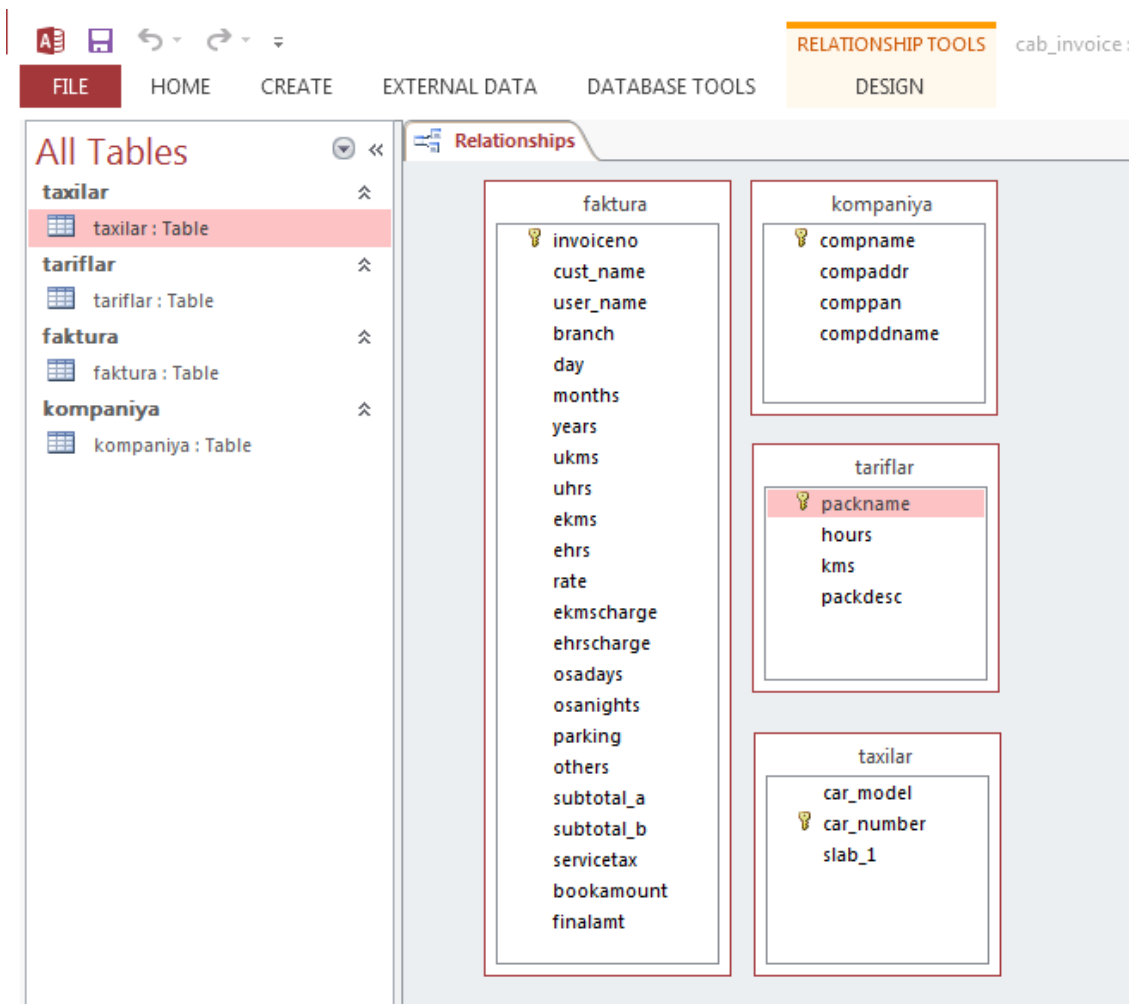 RELATIONSHIP TOOLS
cab_invoice :
FILE
HOME
CREATE
EXTERNAL DATA
DATABASE TOOLS
DESIGN
All Tables
taxilar
taxilar : Table
tariflar
tariflar : Table
faktura
faktura : Table
kompaniya
kompaniya : Table
Relationships
faktura
invoiceno
cust_name
user_name
branch
day
months
years
ukms
uhrs
ekms
ehrs
rate
ekmscharge
ehrscharge
osadays
osanights
parking
others
subtotal_a
subtotal_b
servicetax
bookamount
finalamt
kompaniya
compname
compaddr
comppan
compddname
tariflar
packname
hours
kms
packdesc
taxilar
car_model
car_number
slab_1